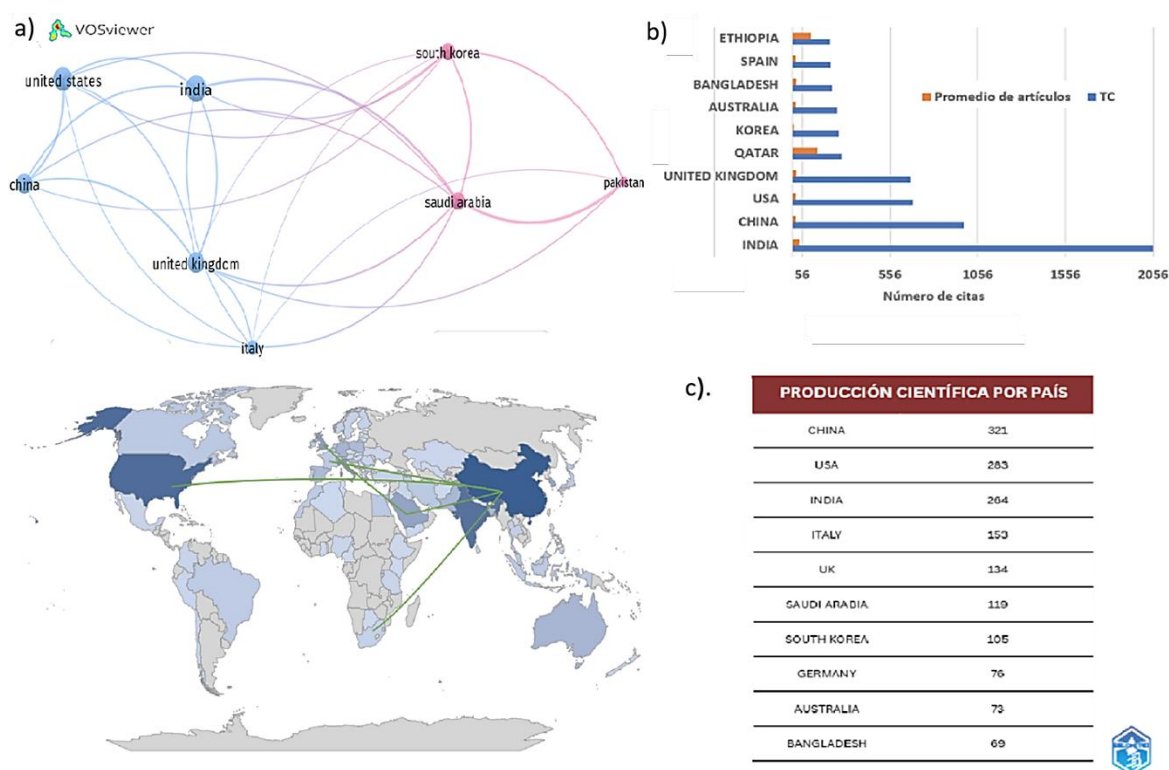 a).
VOSviewer
united states
india
south korea
china
saudi arabia
pakistan
united kingdom
italy
b)
ETHIOPIA
SPAIN
BANGLADESH
AUSTRALIA
KOREA
QATAR
UNITED KINGDOM
USA
CHINA
INDIA
Promedio de artículos
TC
56 556 1056 1556 2056
Número de citas
c).
PRODUCCIÓN CIENTÍFICA POR PAÍS
CHINA 321
USA 283
INDIA 264
ITALY 153
UK 134
SAUDI ARABIA 119
SOUTH KOREA 105
GERMANY 76
AUSTRALIA 73
BANGLADESH 69